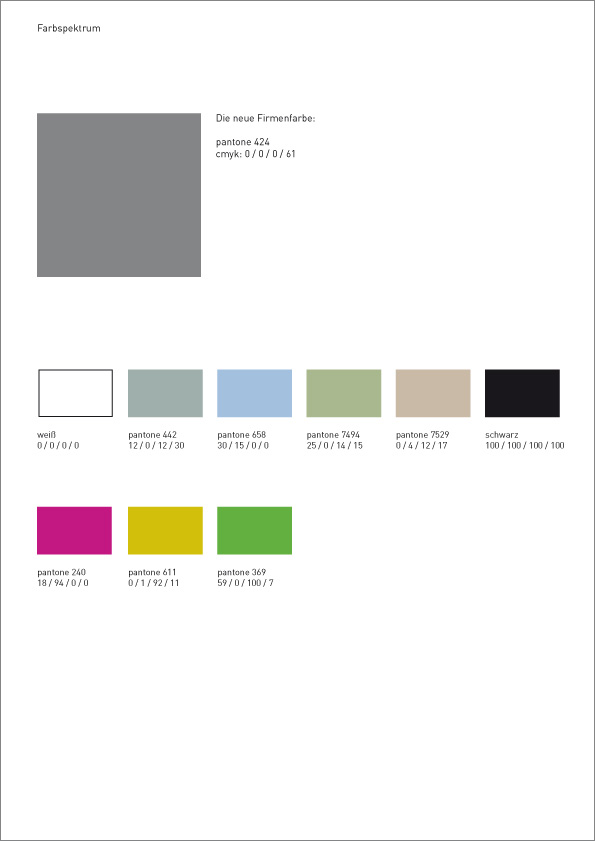 Farbspektrum
Die neue Firmenfarbe:
pantone 424
cmyk: 0 / 0 / 0 / 61
weiß
0 / 0 / 0 / 0
pantone 442
12 / 0 / 12 / 30
pantone 658
30 / 15 / 0 / 0
pantone 7494
25 / 0 / 14 / 15
pantone 7529
0 / 4 / 12 / 17
schwarz
100 / 100 / 100 / 100
pantone 240
18 / 94 / 0 / 0
pantone 611
0 / 1 / 92 / 11
pantone 369
59 / 0 / 100 / 7